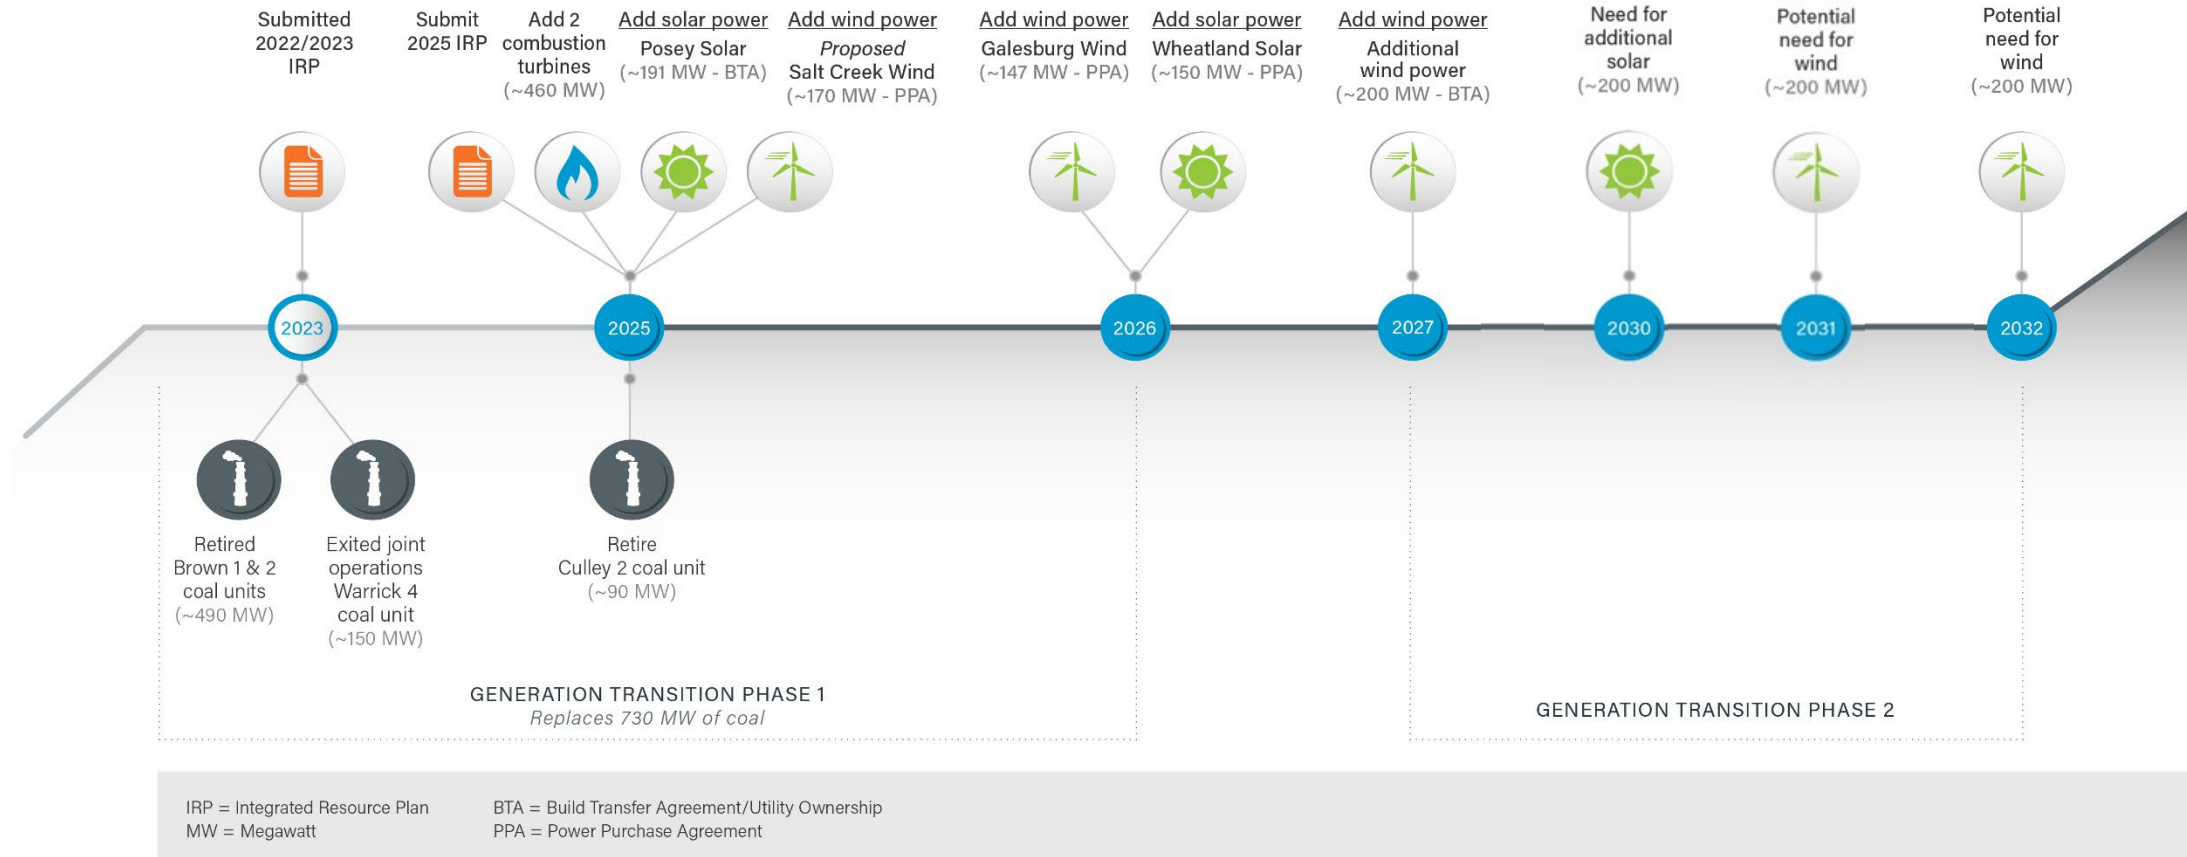 Submitted
2022/2023
IRP
Submit
2025 IRP
Add 2
combustion
turbines
(~460 MW)
Add solar power
Posey Solar
(~191 MW - BTA)
Add wind power
Proposed
Salt Creek Wind
(~170 MW - PPA)
Add wind power
Galesburg Wind
(~147 MW - PPA)
Add solar power
Wheatland Solar
(~150 MW - PPA)
Add wind power
Additional
wind power
(~200 MW - BTA)
Need for
additional
solar
(~200 MW)
Potential
need for
wind
(~200 MW)
Potential
need for
wind
(~200 MW)
2023
2025
2026
2027
2030
2031
2032
Retired
Brown 1 & 2
coal units
(~490 MW)
Exited joint
operations
Warrick 4
coal unit
(~150 MW)
Retire
Culley 2 coal unit
(~90 MW)
GENERATION TRANSITION PHASE 1
Replaces 730 MW of coal
GENERATION TRANSITION PHASE 2
IRP = Integrated Resource Plan
MW = Megawatt
BTA = Build Transfer Agreement/Utility Ownership
PPA = Power Purchase Agreement